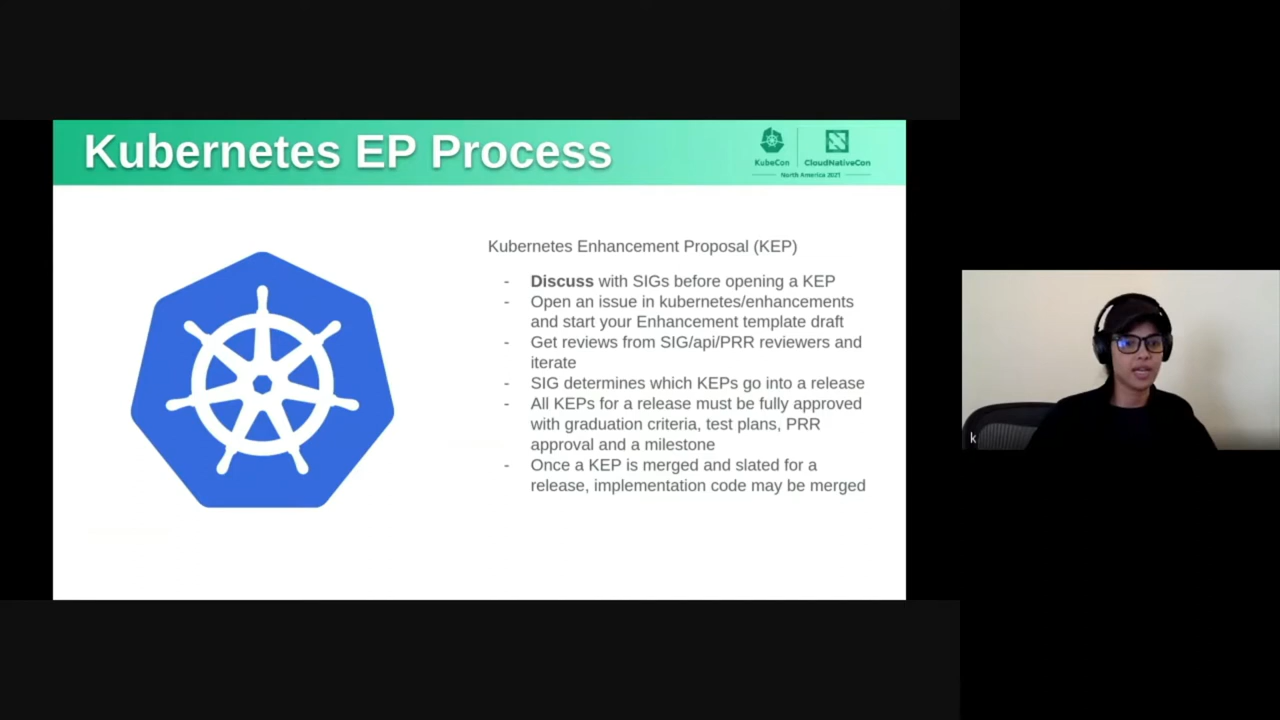 Kubernetes EP Process
KubeCon
CloudNativeCon
North America 2021
Kubernetes Enhancement Proposal (KEP)
- Discuss with SIGs before opening a KEP
- Open an issue in kubernetes/enhancements
and start your Enhancement template draft
- Get reviews from SIG/api/PRR reviewers and
iterate
- SIG determines which KEPs go into a release
- All KEPs for a release must be fully approved
with graduation criteria, test plans, PRR
approval and a milestone
- Once a KEP is merged and slated for a
release, implementation code may be merged
k